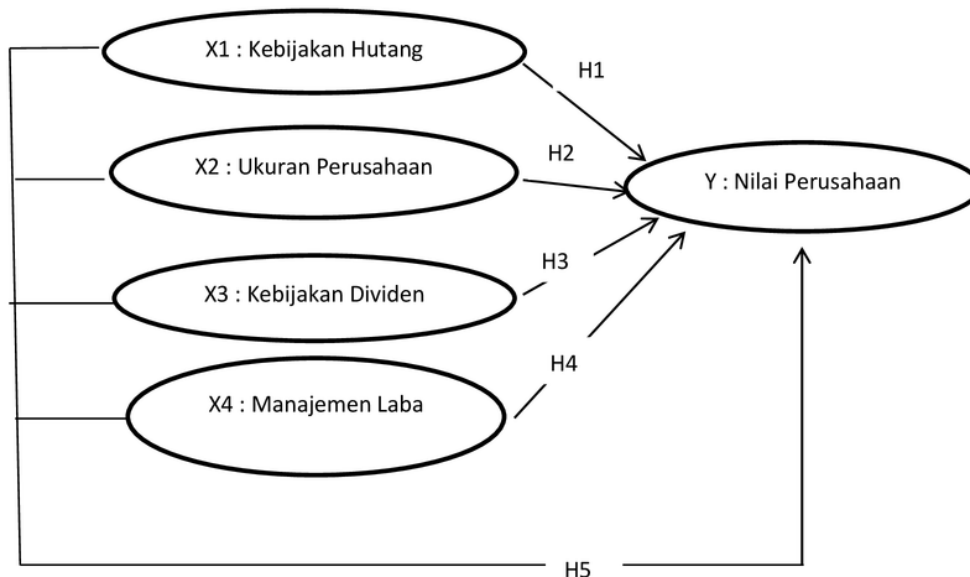 X1 : Kebijakan Hutang
H1
X2 : Ukuran Perusahaan
H2
Y : Nilai Perusahaan
X3 : Kebijakan Dividen
H3
X4 : Manajemen Laba
H4
H5